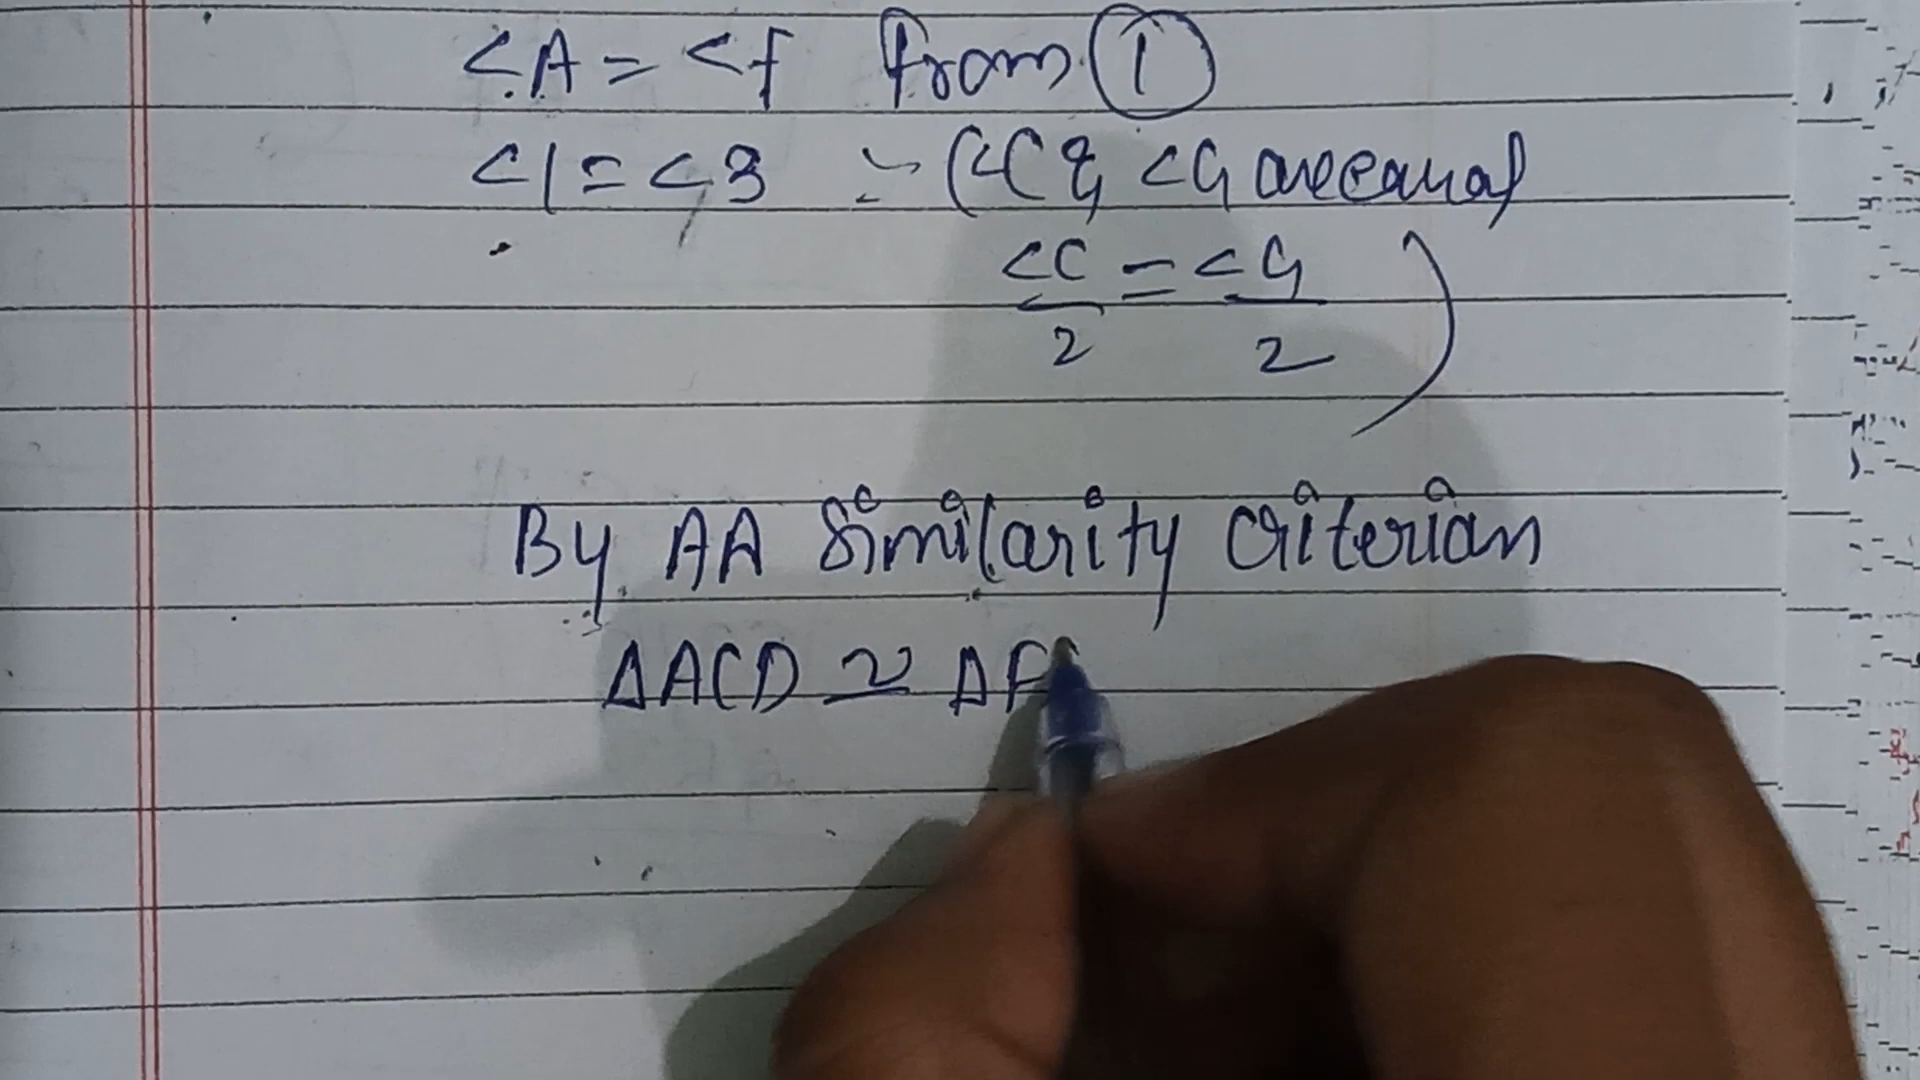 <A = <f from ①
<1 = <3 :- (<C & <G are equal
<C/2 = <G/2 )
By AA Similarity Criterian
ΔACD ~ ΔF